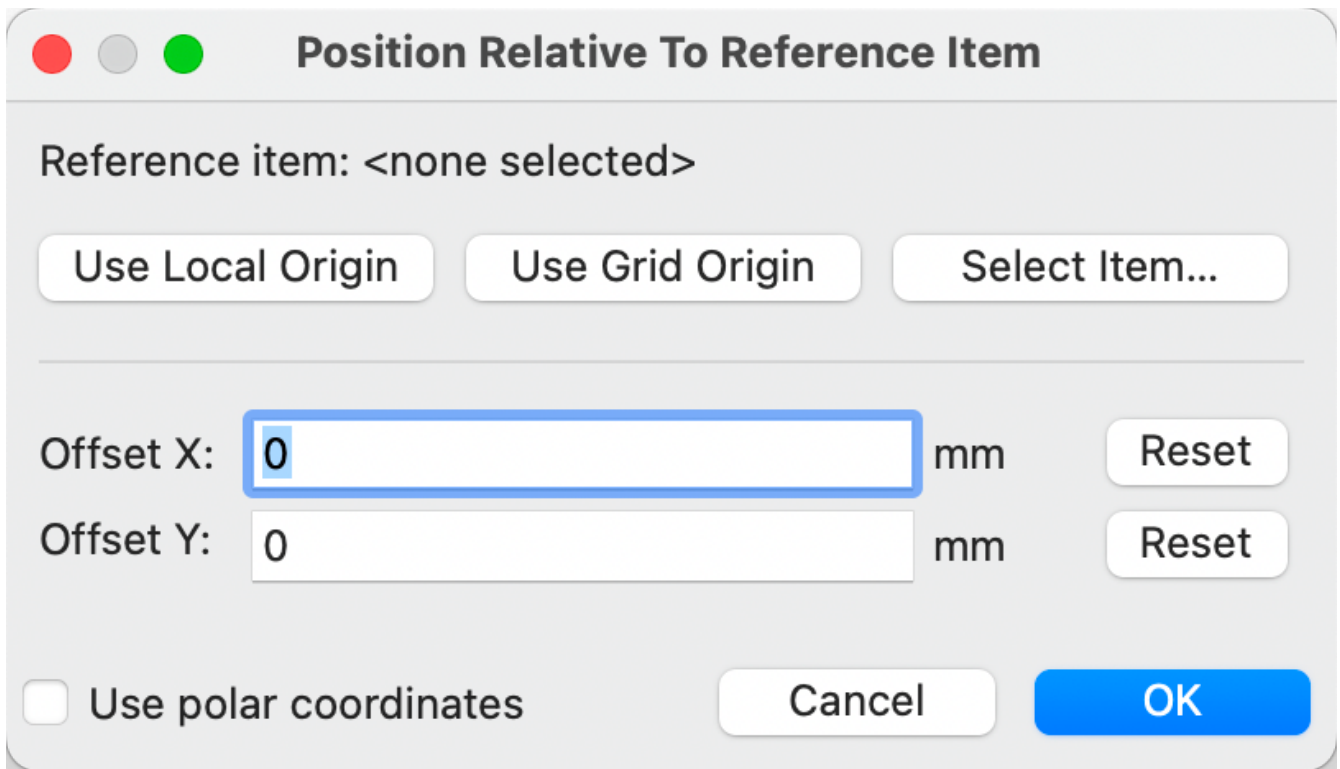 Position Relative To Reference Item
Reference item: <none selected>
Use Local Origin Use Grid Origin Select Item...
Offset X: 0 mm Reset
Offset Y: 0 mm Reset
Use polar coordinates Cancel OK